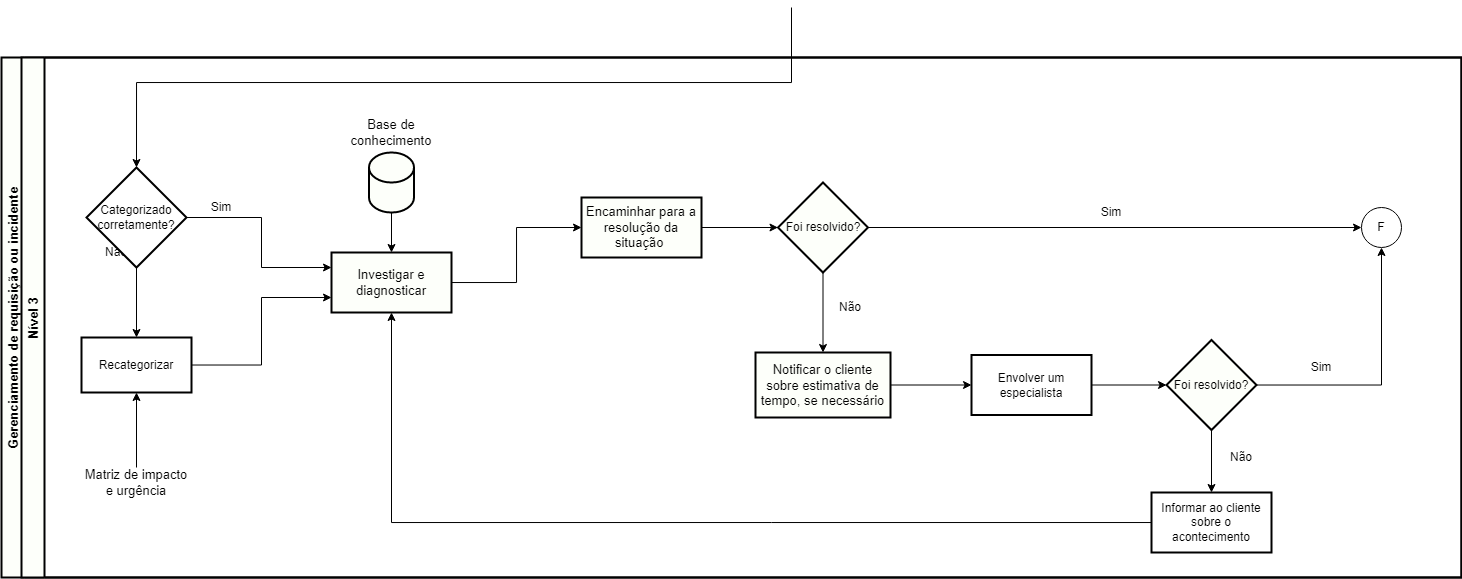 Gerenciamento de requisição ou incidente
Nível 3
Base de
conhecimento
Categorizado
corretamente?
Sim
Encaminhar para a
resolução da
situação
Foi resolvido?
Sim
F
Investigar e
diagnosticar
Não
Recategorizar
Notificar o cliente
sobre estimativa de
tempo, se necessário
Envolver um
especialista
Foi resolvido?
Sim
Matriz de impacto
e urgência
Não
Informar ao cliente
sobre o
acontecimento